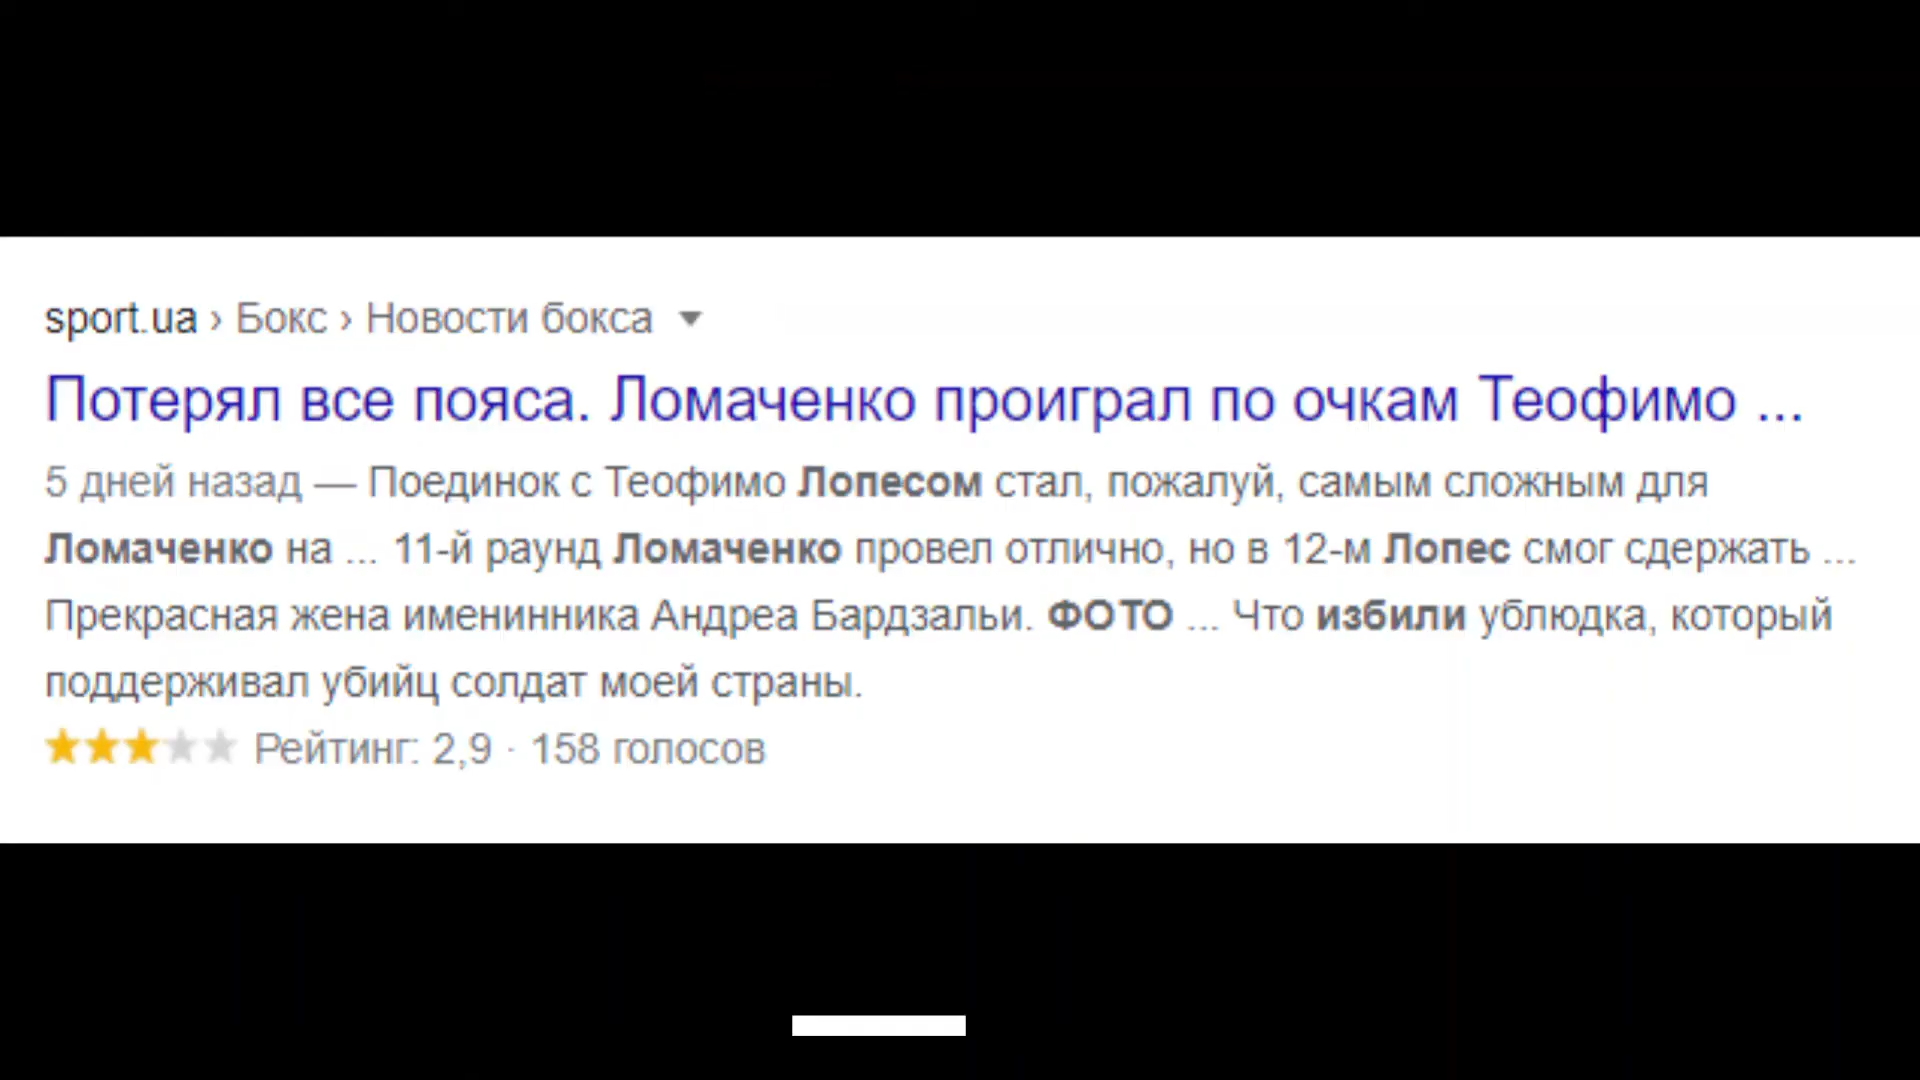 sport.ua › Бокс › Новости бокса
Потерял все пояса. Ломаченко проиграл по очкам Теофимо ...
5 дней назад — Поединок с Теофимо Лопесом стал, пожалуй, самым сложным для
Ломаченко на ... 11-й раунд Ломаченко провел отлично, но в 12-м Лопес смог сдержать ...
Прекрасная жена именинника Андреа Бардзальи. ФОТО ... Что избили ублюдка, который
поддерживал убийц солдат моей страны.
Рейтинг: 2,9 · 158 голосов